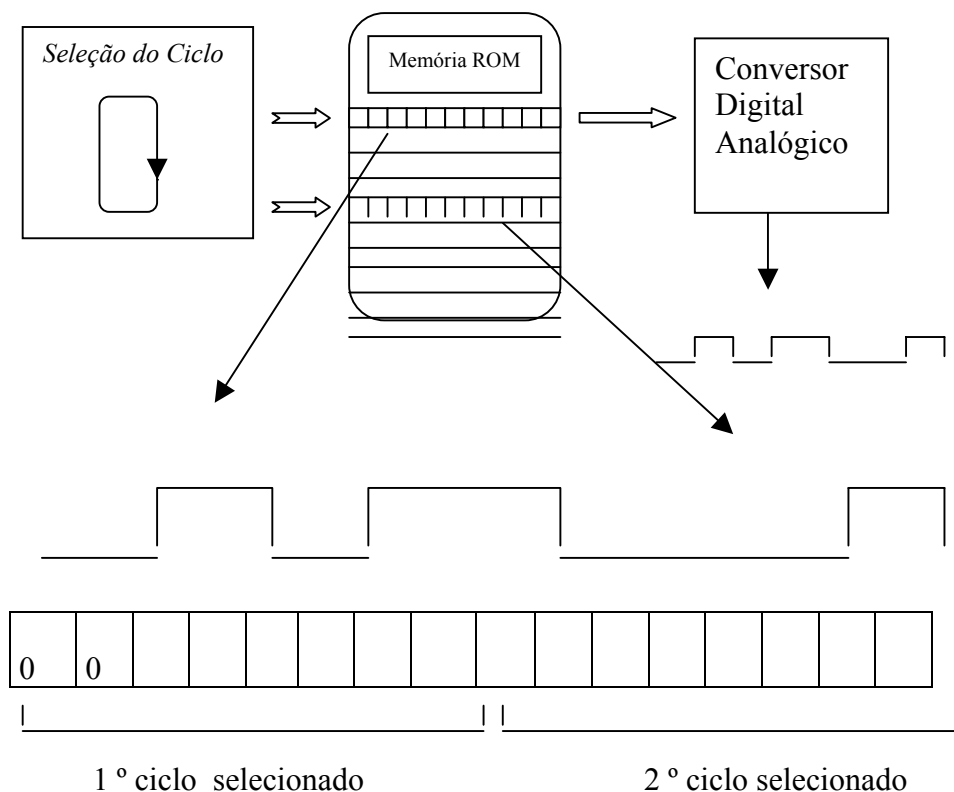 Seleção do Ciclo
Memória ROM
Conversor
Digital
Analógico
0 0
1 º ciclo selecionado
2 º ciclo selecionado